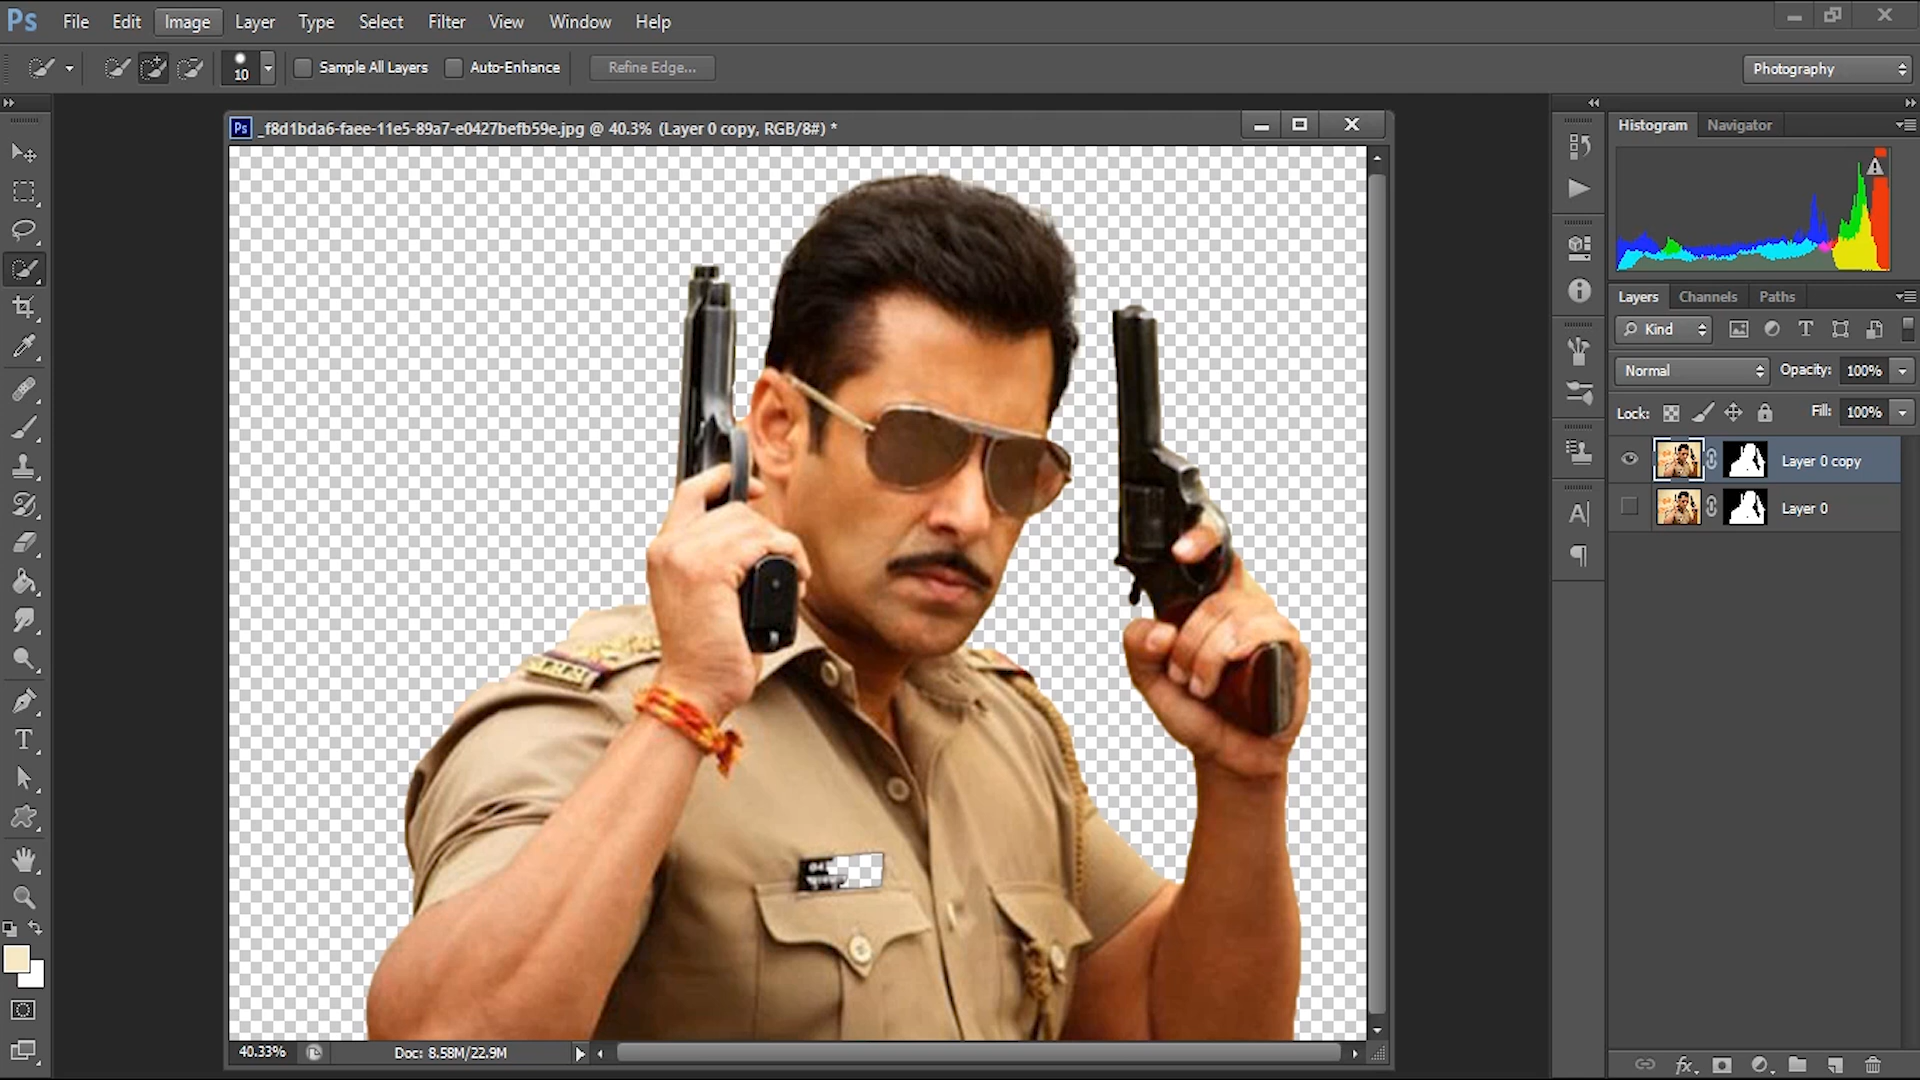 Ps File Edit Image Layer Type Select Filter View Window Help
10 Sample All Layers Auto-Enhance Refine Edge... Photography
Ps _f8d1bda6-faee-11e5-89a7-e0427befb59e.jpg @ 40.3% (Layer 0 copy, RGB/8#) *
Histogram Navigator
Layers Channels Paths
Kind
Normal Opacity: 100%
Lock: Fill: 100%
Layer 0 copy
Layer 0
40.33% Doc: 8.58M/22.9M